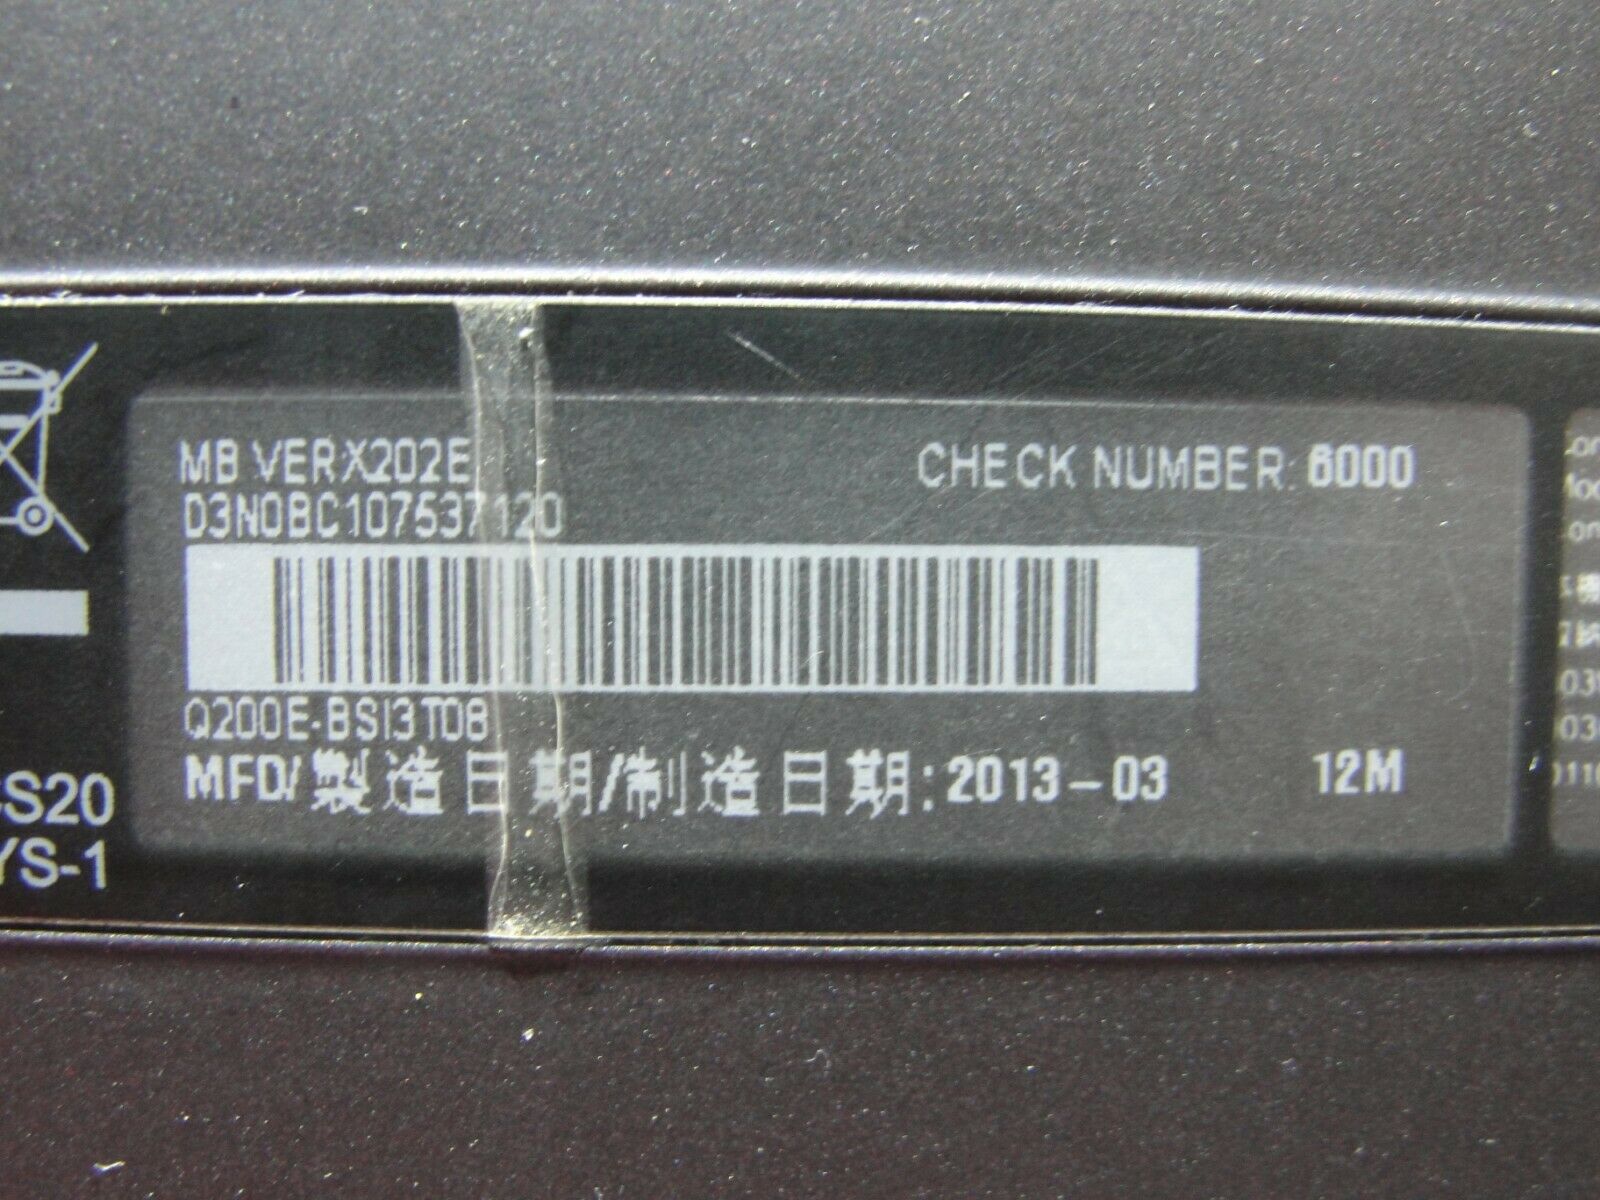 MB VER:X202E
CHECK NUMBER: 6000
D3N0BC107537120
Q200E-BSI3T08
MFD/製造日期/制造日期: 2013-03
12M
CS20
YS-1